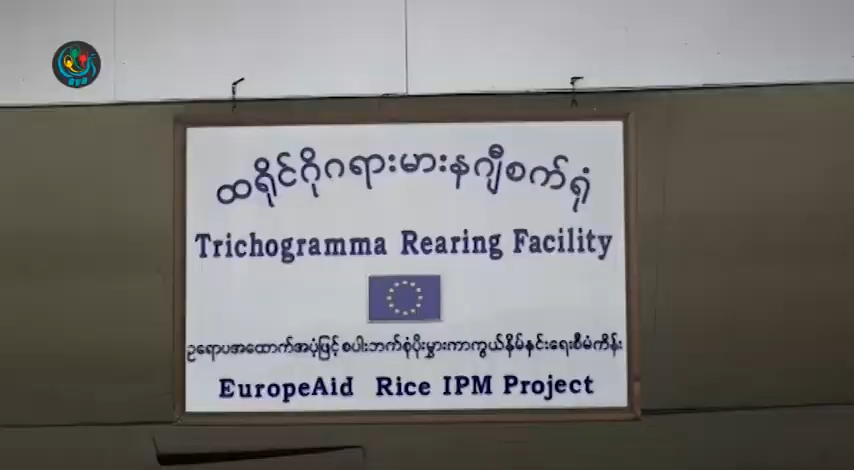 ထရိုင်ဂိုဂရားမားနဂျီစက်ရုံ
Trichogramma Rearing Facility
ဥရောပအထောက်အပံ့ဖြင့် စပါးဘက်စုံပိုးမွှားကာကွယ်နှိမ်နင်းရေးစီမံကိန်း
EuropeAid Rice IPM Project